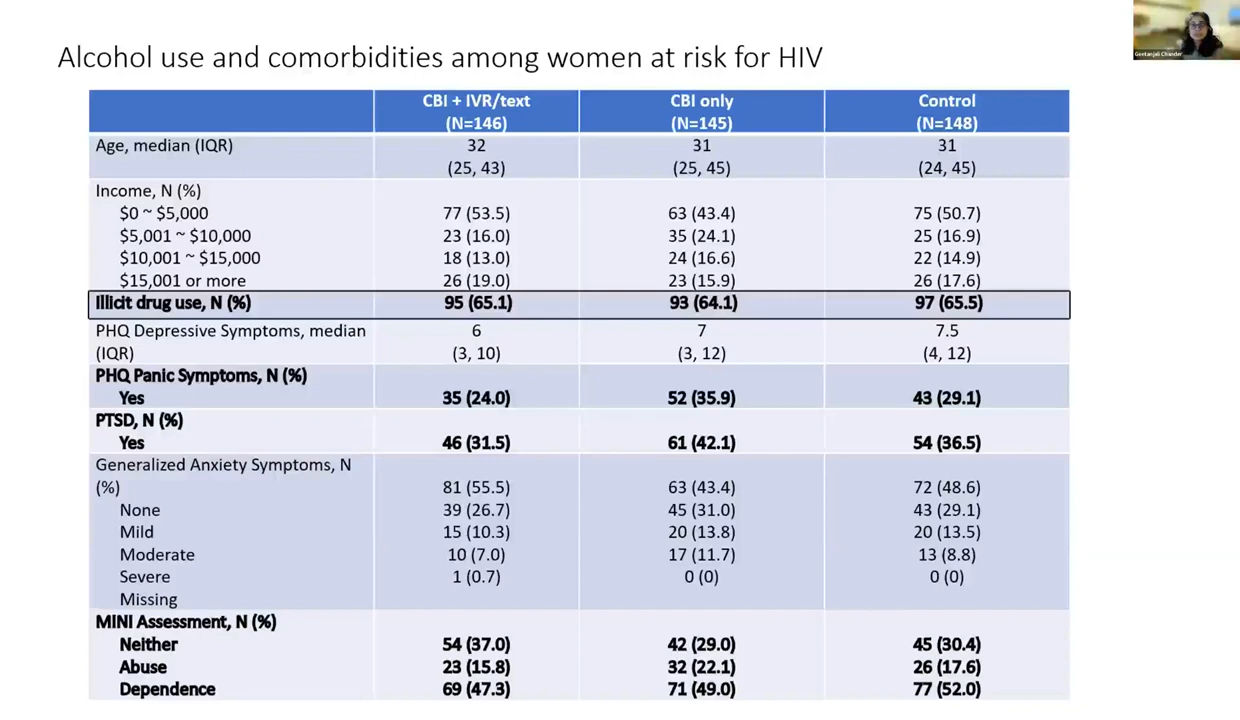 Alcohol use and comorbidities among women at risk for HIV
Geetanjali Chander
CBI + IVR/text CBI only Control
(N=146) (N=145) (N=148)
Age, median (IQR) 32 31 31
(25, 43) (25, 45) (24, 45)
Income, N (%)
$0 ~ $5,000 77 (53.5) 63 (43.4) 75 (50.7)
$5,001 ~ $10,000 23 (16.0) 35 (24.1) 25 (16.9)
$10,001 ~ $15,000 18 (13.0) 24 (16.6) 22 (14.9)
$15,001 or more 26 (19.0) 23 (15.9) 26 (17.6)
Illicit drug use, N (%) 95 (65.1) 93 (64.1) 97 (65.5)
PHQ Depressive Symptoms, median 6 7 7.5
(IQR) (3, 10) (3, 12) (4, 12)
PHQ Panic Symptoms, N (%)
Yes 35 (24.0) 52 (35.9) 43 (29.1)
PTSD, N (%)
Yes 46 (31.5) 61 (42.1) 54 (36.5)
Generalized Anxiety Symptoms, N
(%) 81 (55.5) 63 (43.4) 72 (48.6)
None 39 (26.7) 45 (31.0) 43 (29.1)
Mild 15 (10.3) 20 (13.8) 20 (13.5)
Moderate 10 (7.0) 17 (11.7) 13 (8.8)
Severe 1 (0.7) 0 (0) 0 (0)
Missing
MINI Assessment, N (%)
Neither 54 (37.0) 42 (29.0) 45 (30.4)
Abuse 23 (15.8) 32 (22.1) 26 (17.6)
Dependence 69 (47.3) 71 (49.0) 77 (52.0)